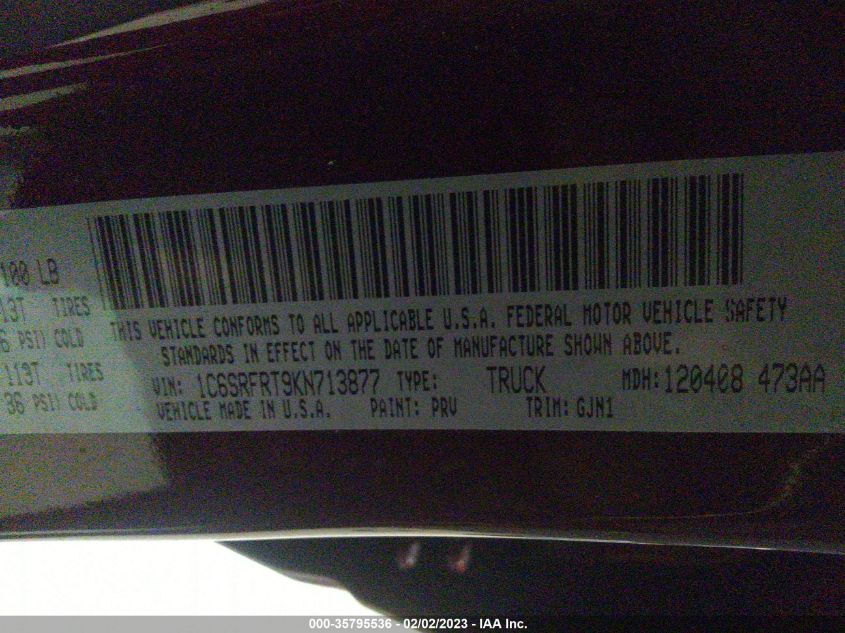 100 LB
13T TIRES
6 PSI) COLD
113T TIRES
36 PSI) COLD
THIS VEHICLE CONFORMS TO ALL APPLICABLE U.S.A. FEDERAL MOTOR VEHICLE SAFETY
STANDARDS IN EFFECT ON THE DATE OF MANUFACTURE SHOWN ABOVE.
VIN: 1C6SRFRT9KN713877 TYPE: TRUCK MDH: 120408 473AA
VEHICLE MADE IN U.S.A. PAINT: PRV TRIM: GJN1
000-35795536 - 02/02/2023 - IAA Inc.